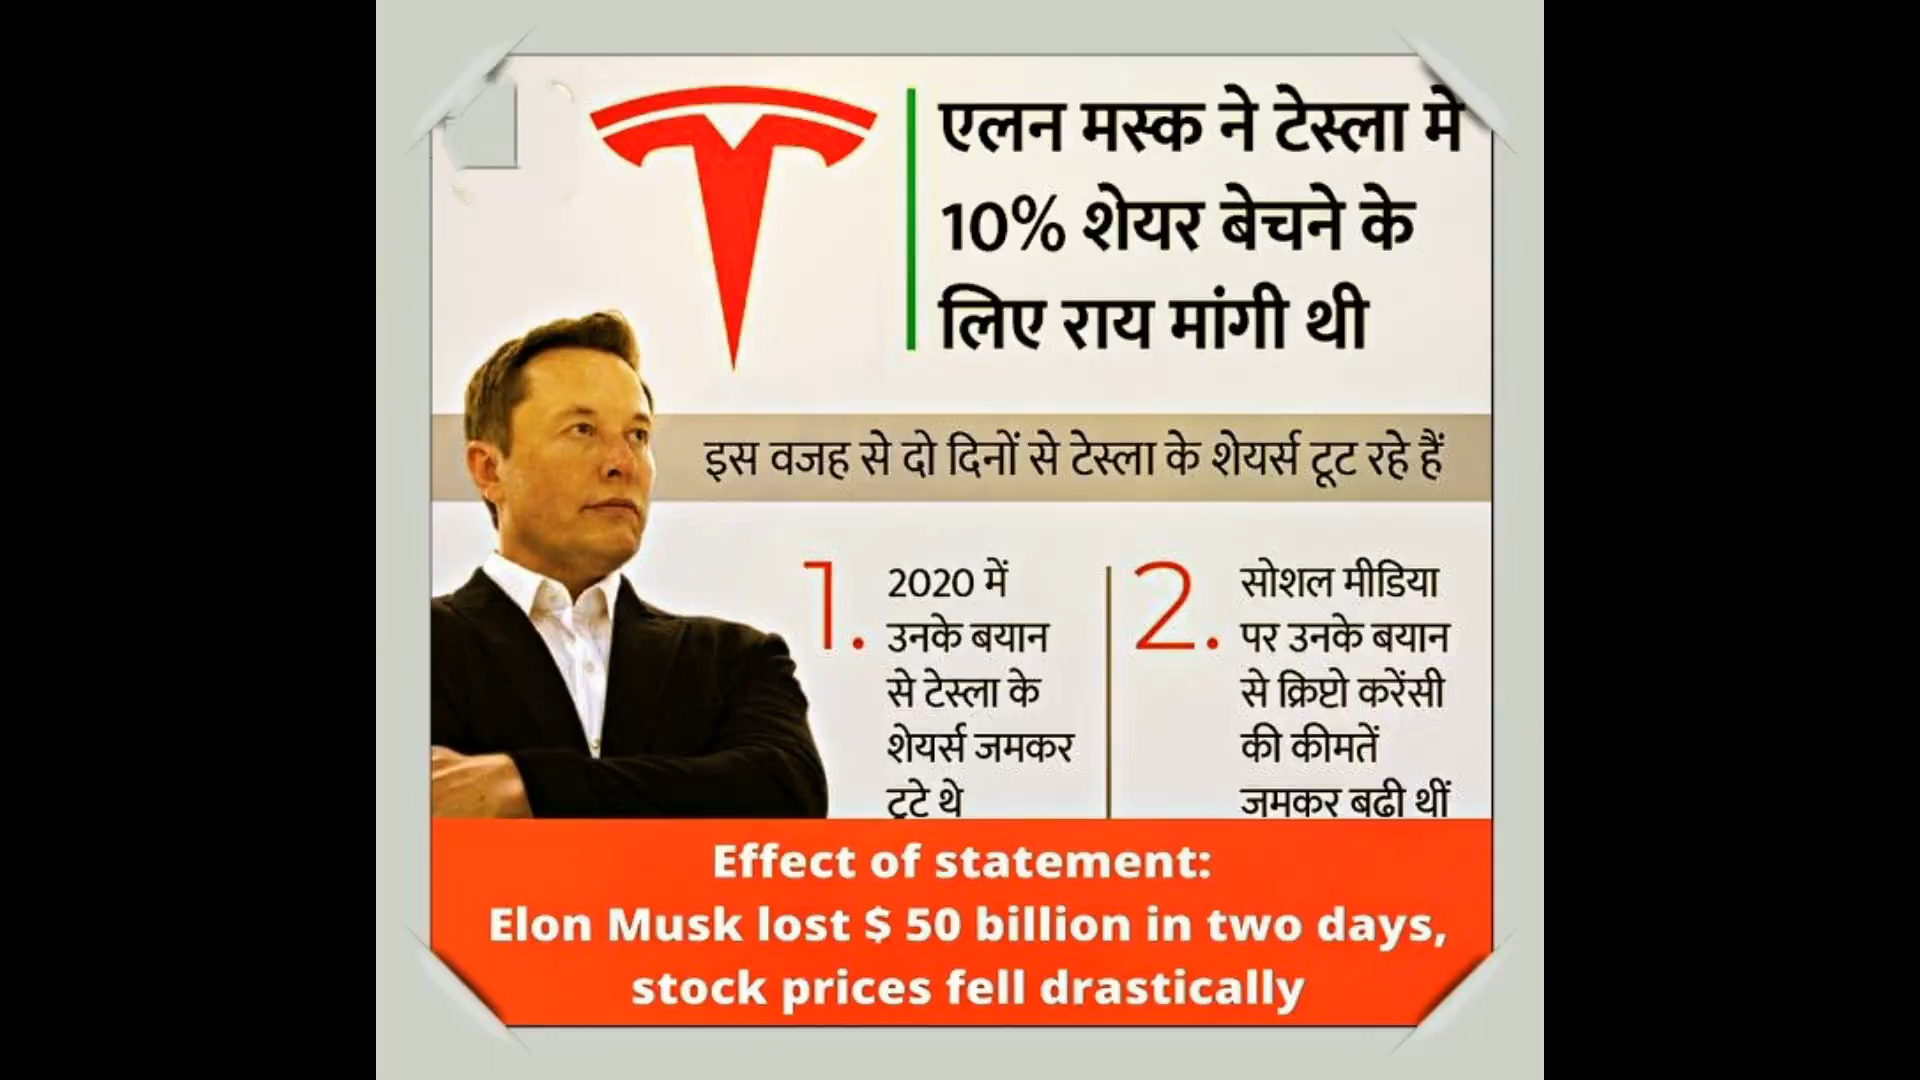 एलन मस्क ने टेस्ला में
10% शेयर बेचने के
लिए राय मांगी थी
इस वजह से दो दिनों से टेस्ला के शेयर्स टूट रहे हैं
1.
2020 में
उनके बयान
से टेस्ला के
शेयर्स जमकर
टूटे थे
2.
सोशल मीडिया
पर उनके बयान
से क्रिप्टो करेंसी
की कीमतें
जमकर बढ़ी थीं
Effect of statement:
Elon Musk lost $ 50 billion in two days,
stock prices fell drastically